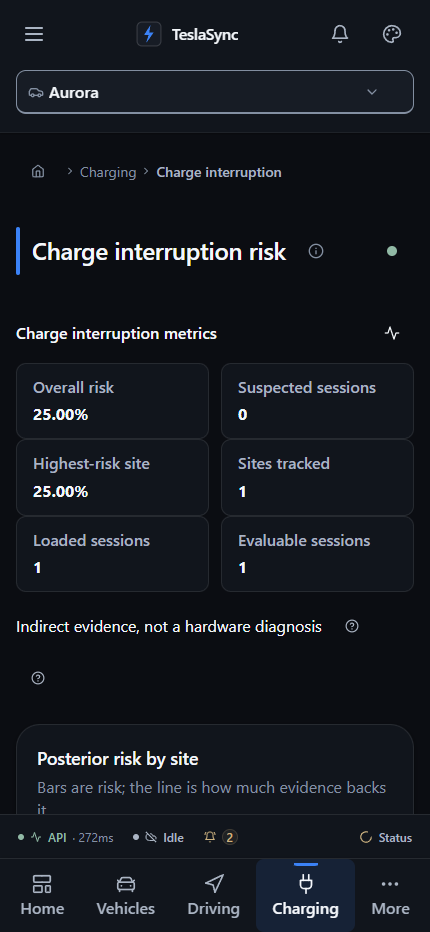 TeslaSync
Aurora
Charging
Charge interruption
Charge interruption risk
Charge interruption metrics
Overall risk
25.00%
Suspected sessions
0
Highest-risk site
25.00%
Sites tracked
1
Loaded sessions
1
Evaluable sessions
1
Indirect evidence, not a hardware diagnosis
Posterior risk by site
Bars are risk; the line is how much evidence backs
it
API · 272ms
Idle
2
Status
Home
Vehicles
Driving
Charging
More